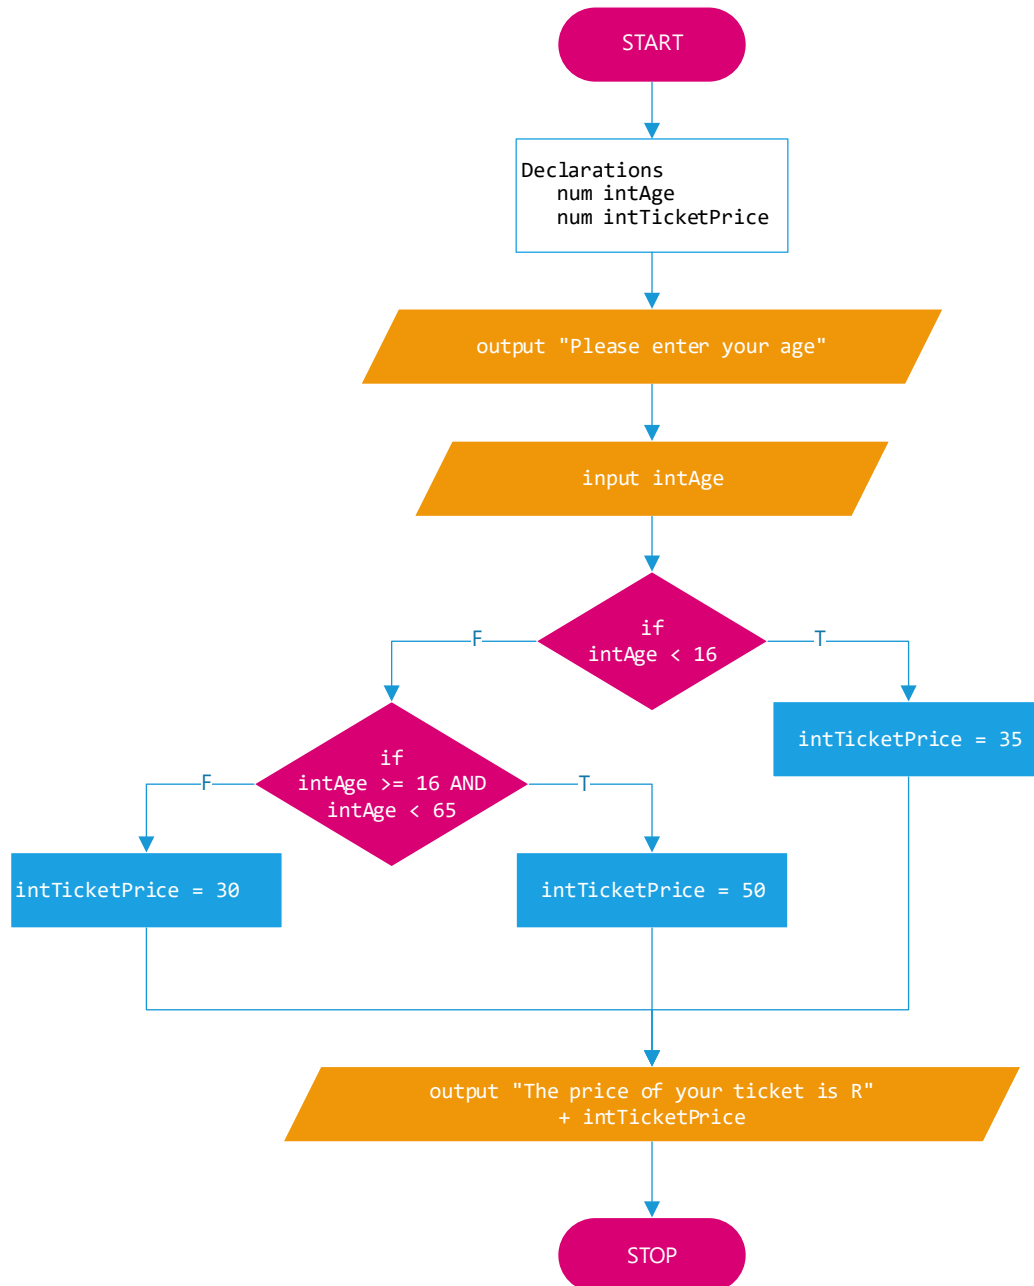 START
Declarations
num intAge
num intTicketPrice
output "Please enter your age"
input intAge
if
intAge < 16
F
T
intTicketPrice = 35
if
intAge >= 16 AND
intAge < 65
F
T
intTicketPrice = 30
intTicketPrice = 50
output "The price of your ticket is R"
+ intTicketPrice
STOP